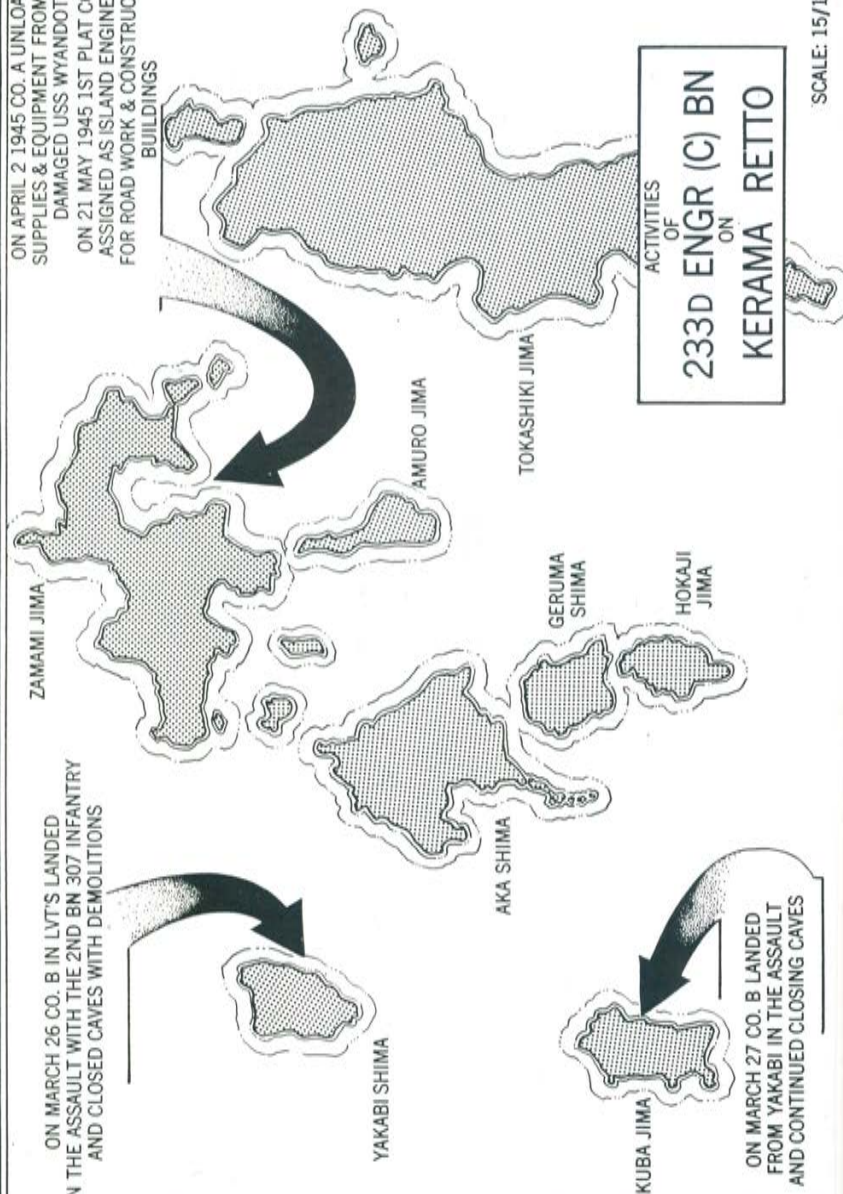 ON MARCH 26 CO. B IN LVT'S LANDED
N THE ASSAULT WITH THE 2ND BN 307 INFANTRY
AND CLOSED CAVES WITH DEMOLITIONS
ZAMAMI JIMA
ON APRIL 2 1945 CO. A UNLOA
SUPPLIES & EQUIPMENT FROM
DAMAGED USS WYANDOT
ON 21 MAY 1945 1ST PLAT CO
ASSIGNED AS ISLAND ENGINE
FOR ROAD WORK & CONSTRUC
BUILDINGS
YAKABI SHIMA
AKA SHIMA
AMURO JIMA
TOKASHIKI JIMA
GERUMA
SHIMA
HOKAJI
JIMA
KUBA JIMA
ON MARCH 27 CO. B LANDED
FROM YAKABI IN THE ASSAULT
AND CONTINUED CLOSING CAVES
ACTIVITIES
OF
233D ENGR (C) BN
ON
KERAMA RETTO
SCALE: 15/1